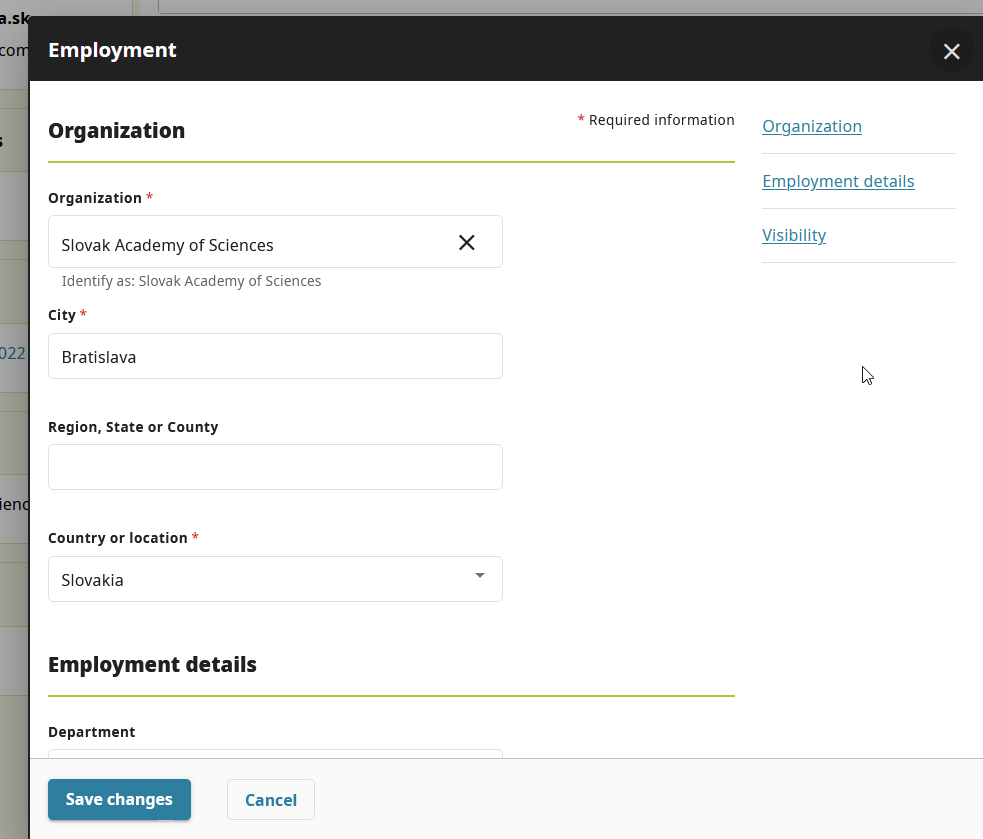 a.sk
com
Employment
Organization
* Required information
Organization
Employment details
Visibility
Organization *
Slovak Academy of Sciences
Identify as: Slovak Academy of Sciences
City *
Bratislava
Region, State or County
022
Country or location *
Slovakia
Employment details
Department
Save changes
Cancel